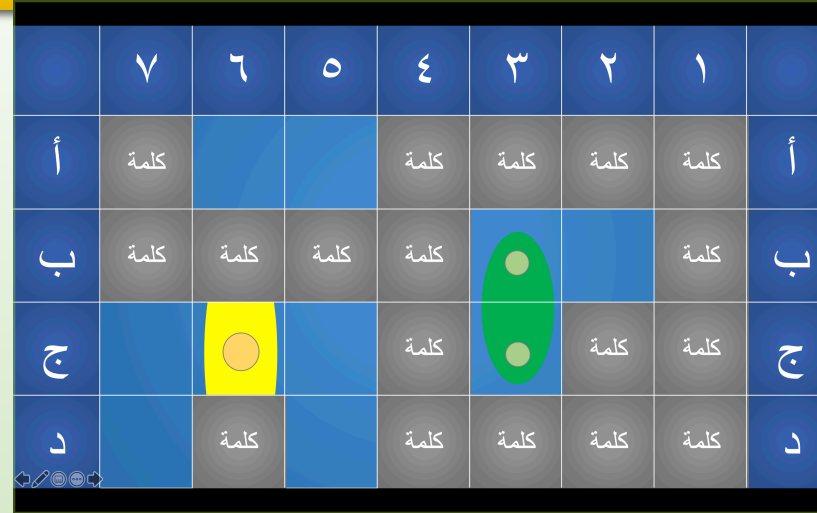 ١ ٢ ٣ ٤ ٥ ٦ ٧
أ كلمة كلمة كلمة كلمة كلمة أ
ب كلمة كلمة كلمة كلمة كلمة ب
ج كلمة كلمة كلمة ج
د كلمة كلمة كلمة كلمة كلمة د